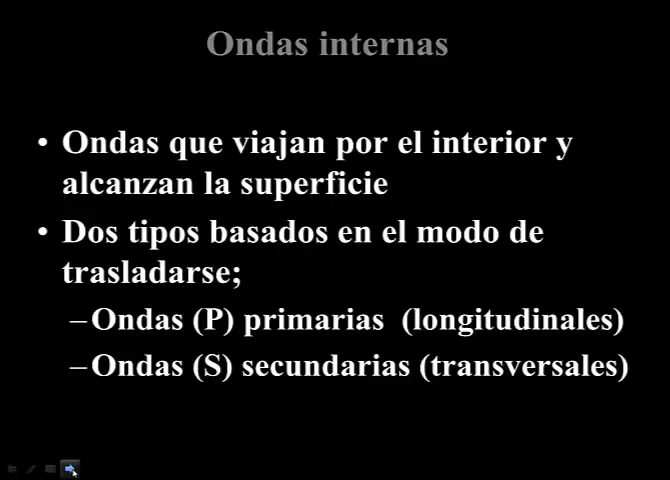 Ondas internas
• Ondas que viajan por el interior y
alcanzan la superficie
• Dos tipos basados en el modo de
trasladarse;
–Ondas (P) primarias (longitudinales)
–Ondas (S) secundarias (transversales)